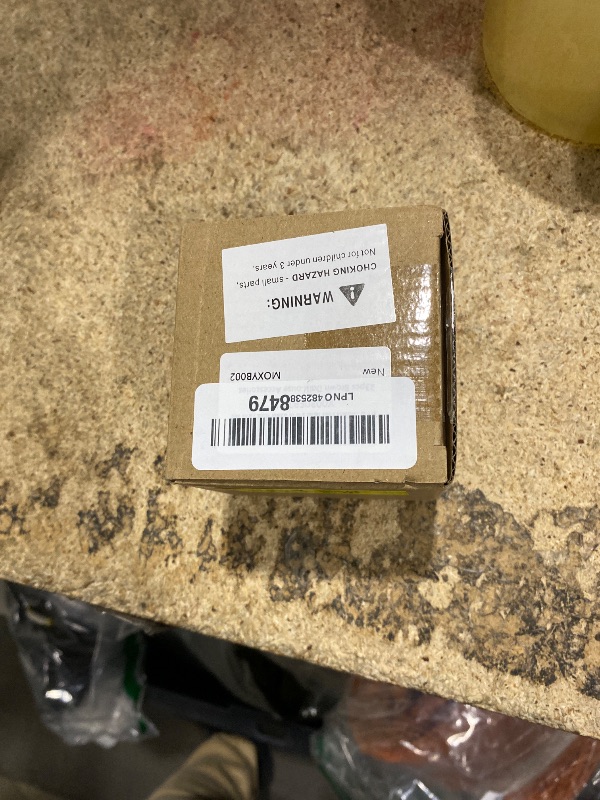 WARNING:
CHOKING HAZARD - small parts,
Not for children under 3 years.
LPNO4825388479
New
MOXYB002